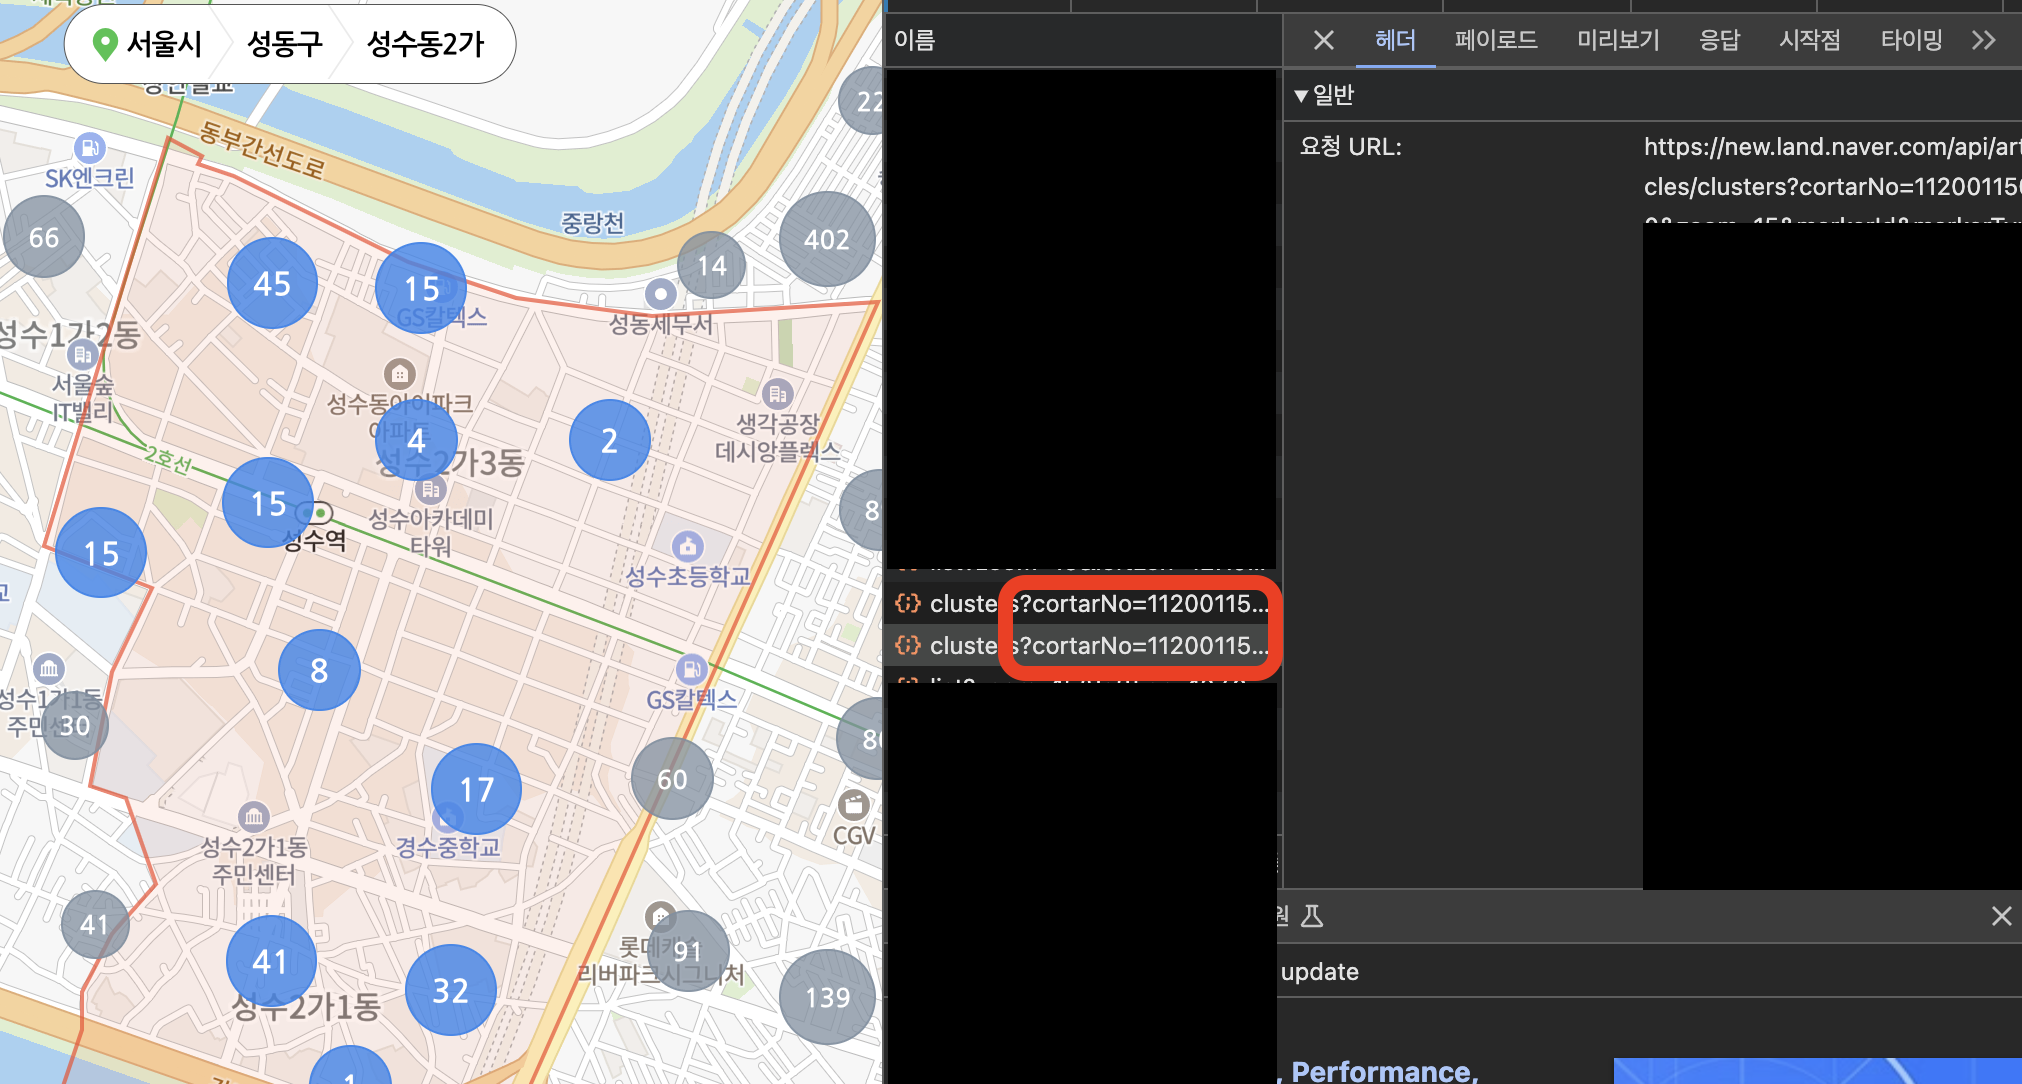 서울시 성동구 성수동2가
동부간선도로
SK엔크린
중랑천
22
66
402
45
15
14
GS칼텍스
성동세무서
성수1가2동
서울숲
IT밸리
성수동아이파크
아파트
4
2
생각공장
데시앙플렉스
2호선
성수2가3동
15
성수역
성수아카데미
타워
8
15
성수초등학교
8
GS칼텍스
성수1가1동
주민센
30
60
17
CGV
성수2가1동
주민센터
경수중학교
41
41
롯데캐슬
91
리버파크시그니처
32
139
성수2가1동
1
이름
clusters?cortarNo=11200115...
clusters?cortarNo=11200115...
헤더 페이로드 미리보기 응답 시작점 타이밍
일반
요청 URL:
https://new.land.naver.com/api/art
cles/clusters?cortarNo=112001150
update
, Performance,